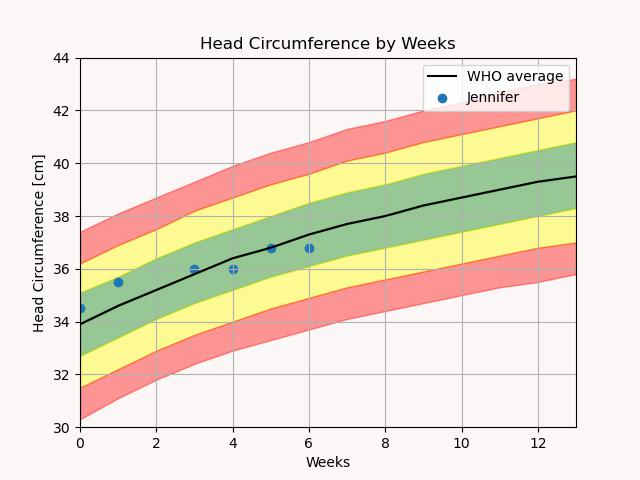 Head Circumference by Weeks
WHO average
Jennifer
44
42
40
38
36
34
32
30
Head Circumference [cm]
0 2 4 6 8 10 12
Weeks